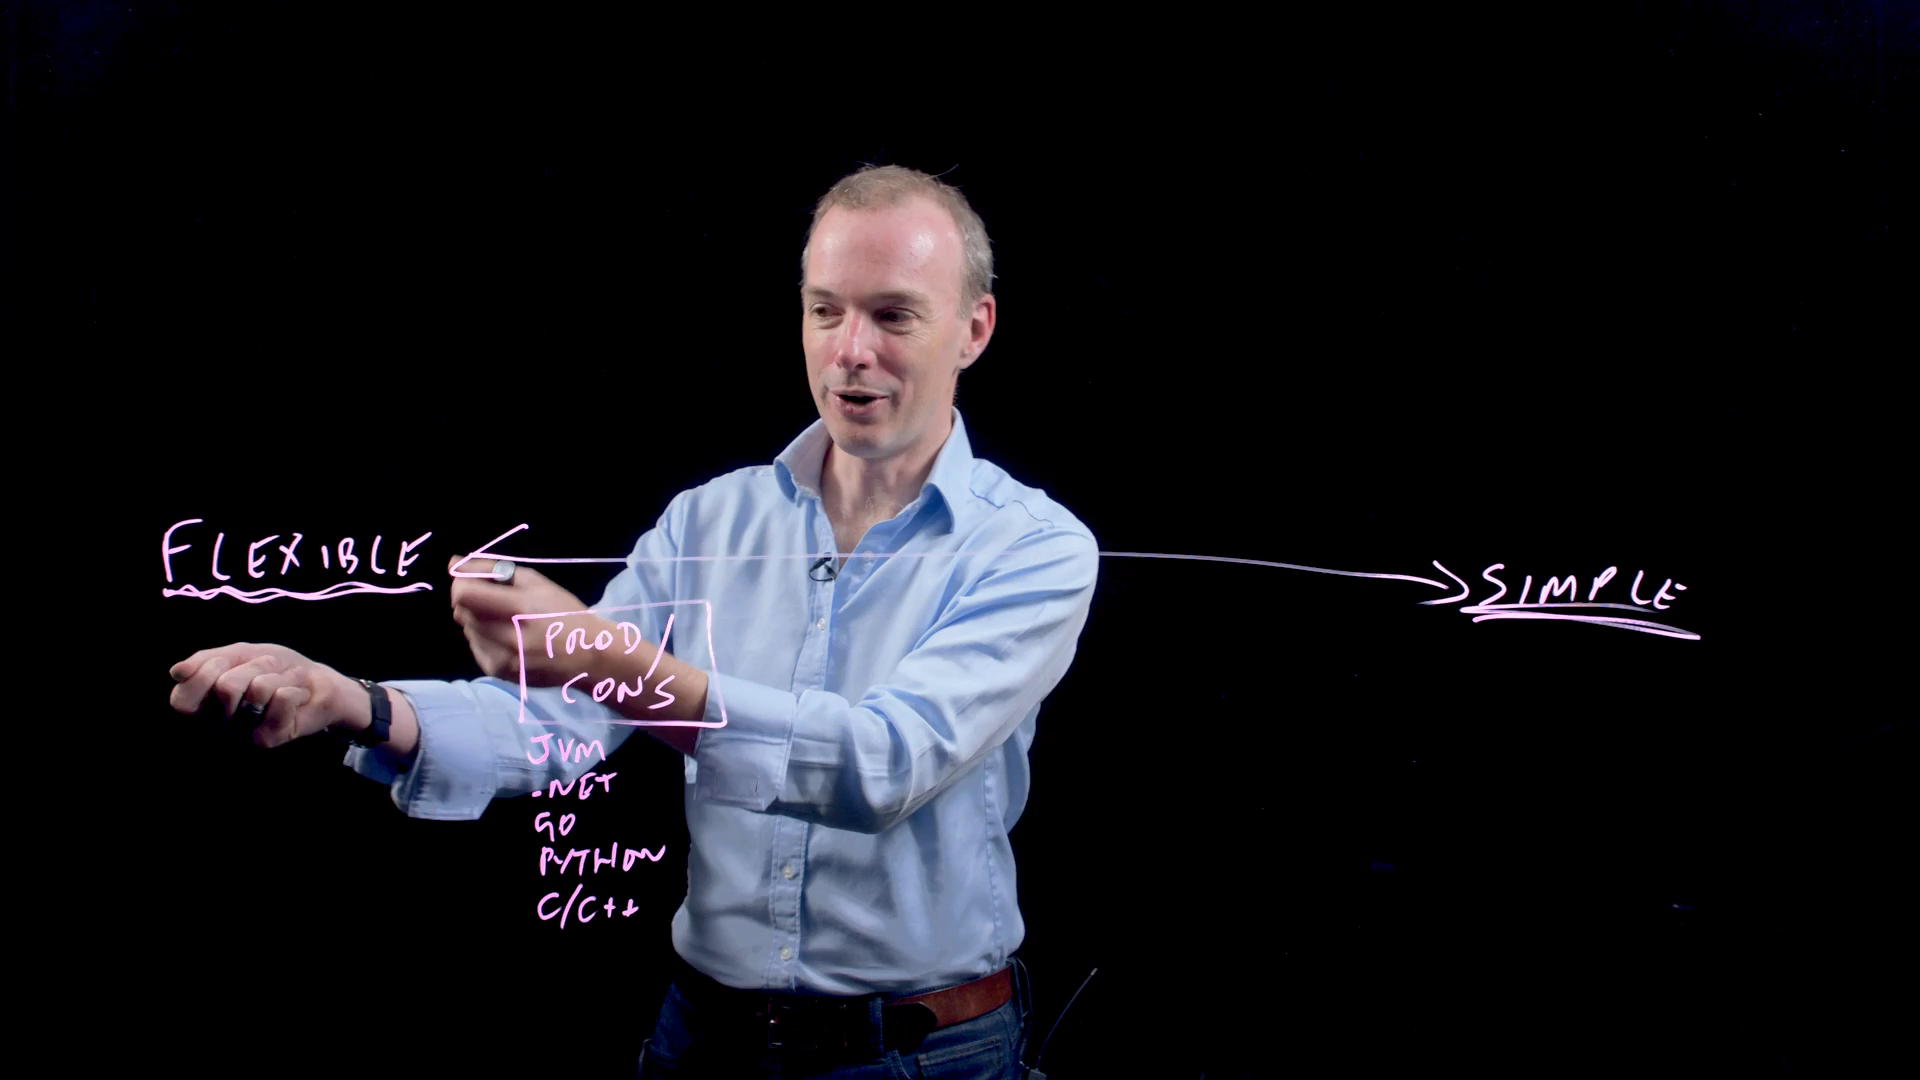 FLEXIBLE
SIMPLE
PROD/
CONS
JVM
.NET
GO
PYTHON
C/C++